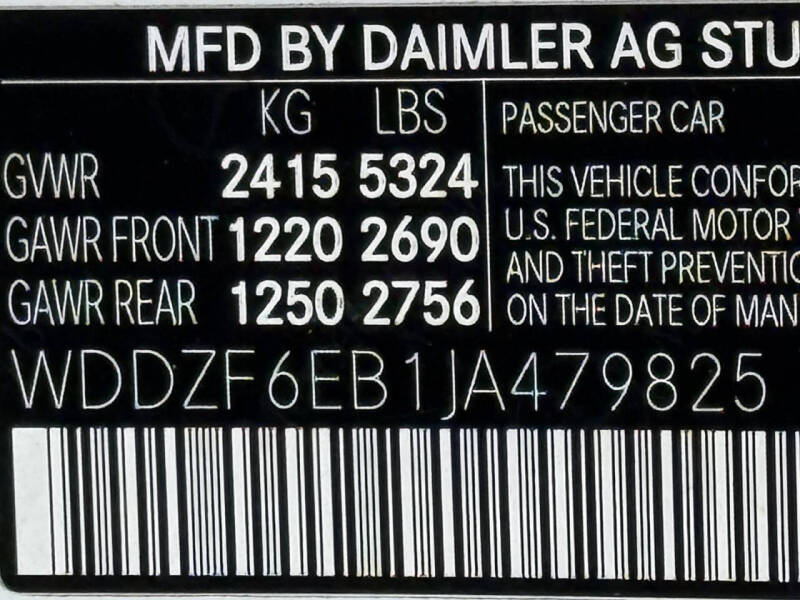 MFD BY DAIMLER AG STU
KG LBS
GVWR 2415 5324
GAWR FRONT 1220 2690
GAWR REAR 1250 2756
PASSENGER CAR
THIS VEHICLE CONFOR
U.S. FEDERAL MOTOR
AND THEFT PREVENTIO
ON THE DATE OF MAN
WDDZF6EB1JA479825